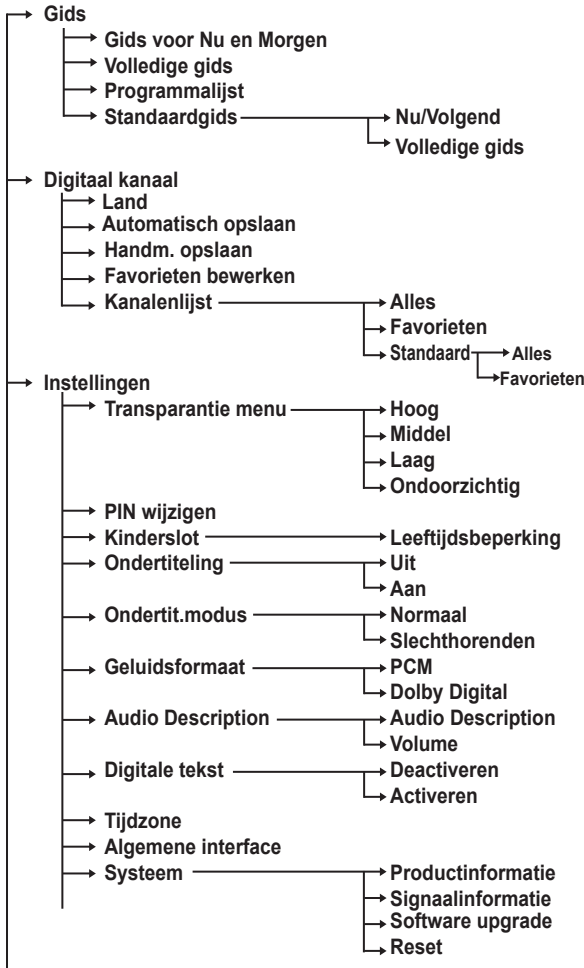 Gids
Gids voor Nu en Morgen
Volledige gids
Programmalijst
Standaardgids Nu/Volgend
Volledige gids
Digitaal kanaal
Land
Automatisch opslaan
Handm. opslaan
Favorieten bewerken
Kanalenlijst Alles
Favorieten
Standaard Alles
Favorieten
Instellingen
Transparantie menu Hoog
Middel
Laag
Ondoorzichtig
PIN wijzigen
Kinderslot Leeftijdsbeperking
Ondertiteling Uit
Aan
Ondertit.modus Normaal
Slechthorenden
Geluidsformaat PCM
Dolby Digital
Audio Description Audio Description
Volume
Digitale tekst Deactiveren
Activeren
Tijdzone
Algemene interface
Systeem Productinformatie
Signaalinformatie
Software upgrade
Reset